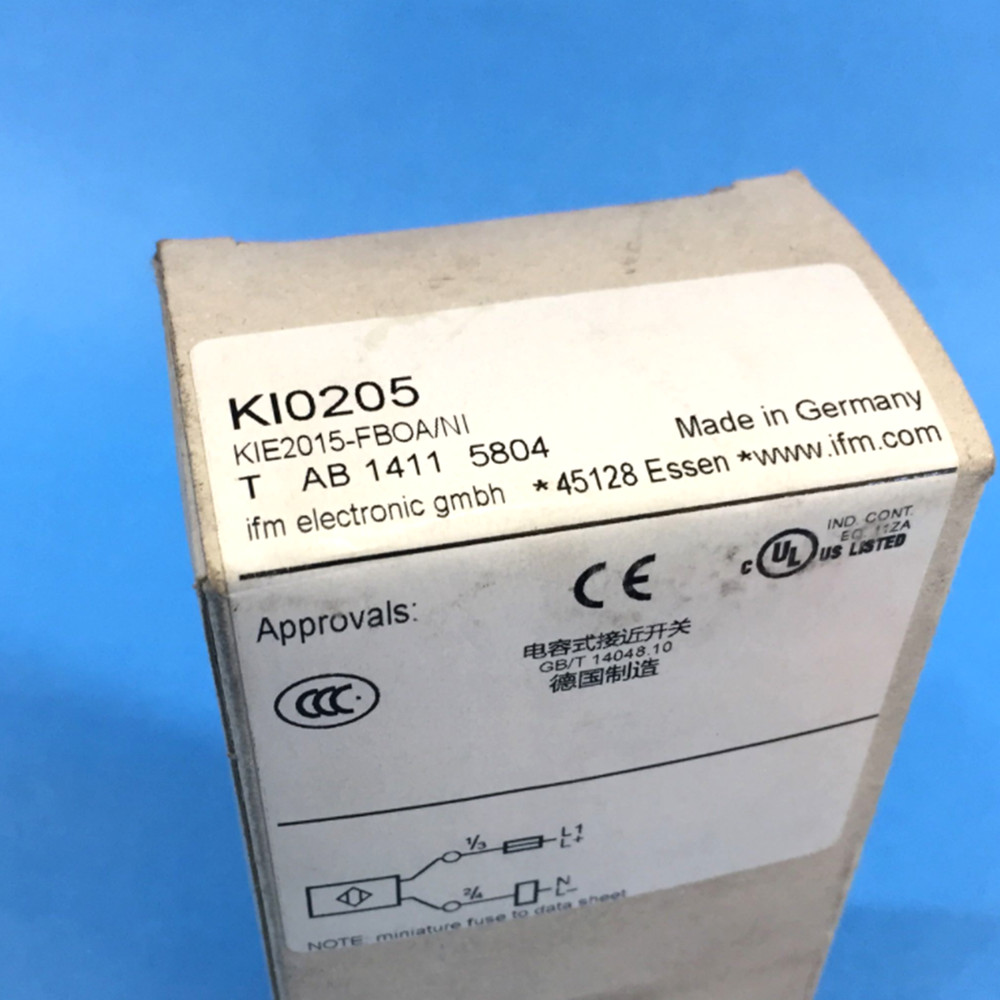 KI0205
KIE2015-FBOA/NI
T AB 1411 5804
Made in Germany
ifm electronic gmbh *45128 Essen *www.ifm.com
Approvals:
CE
C UL US LISTED
IND. CONT.
EQ.
CCC
电容式接近开关
GB/T 14048.10
德国制造
1/3 L1
L+
2/4 N
L-
NOTE: miniature fuse to data sheet